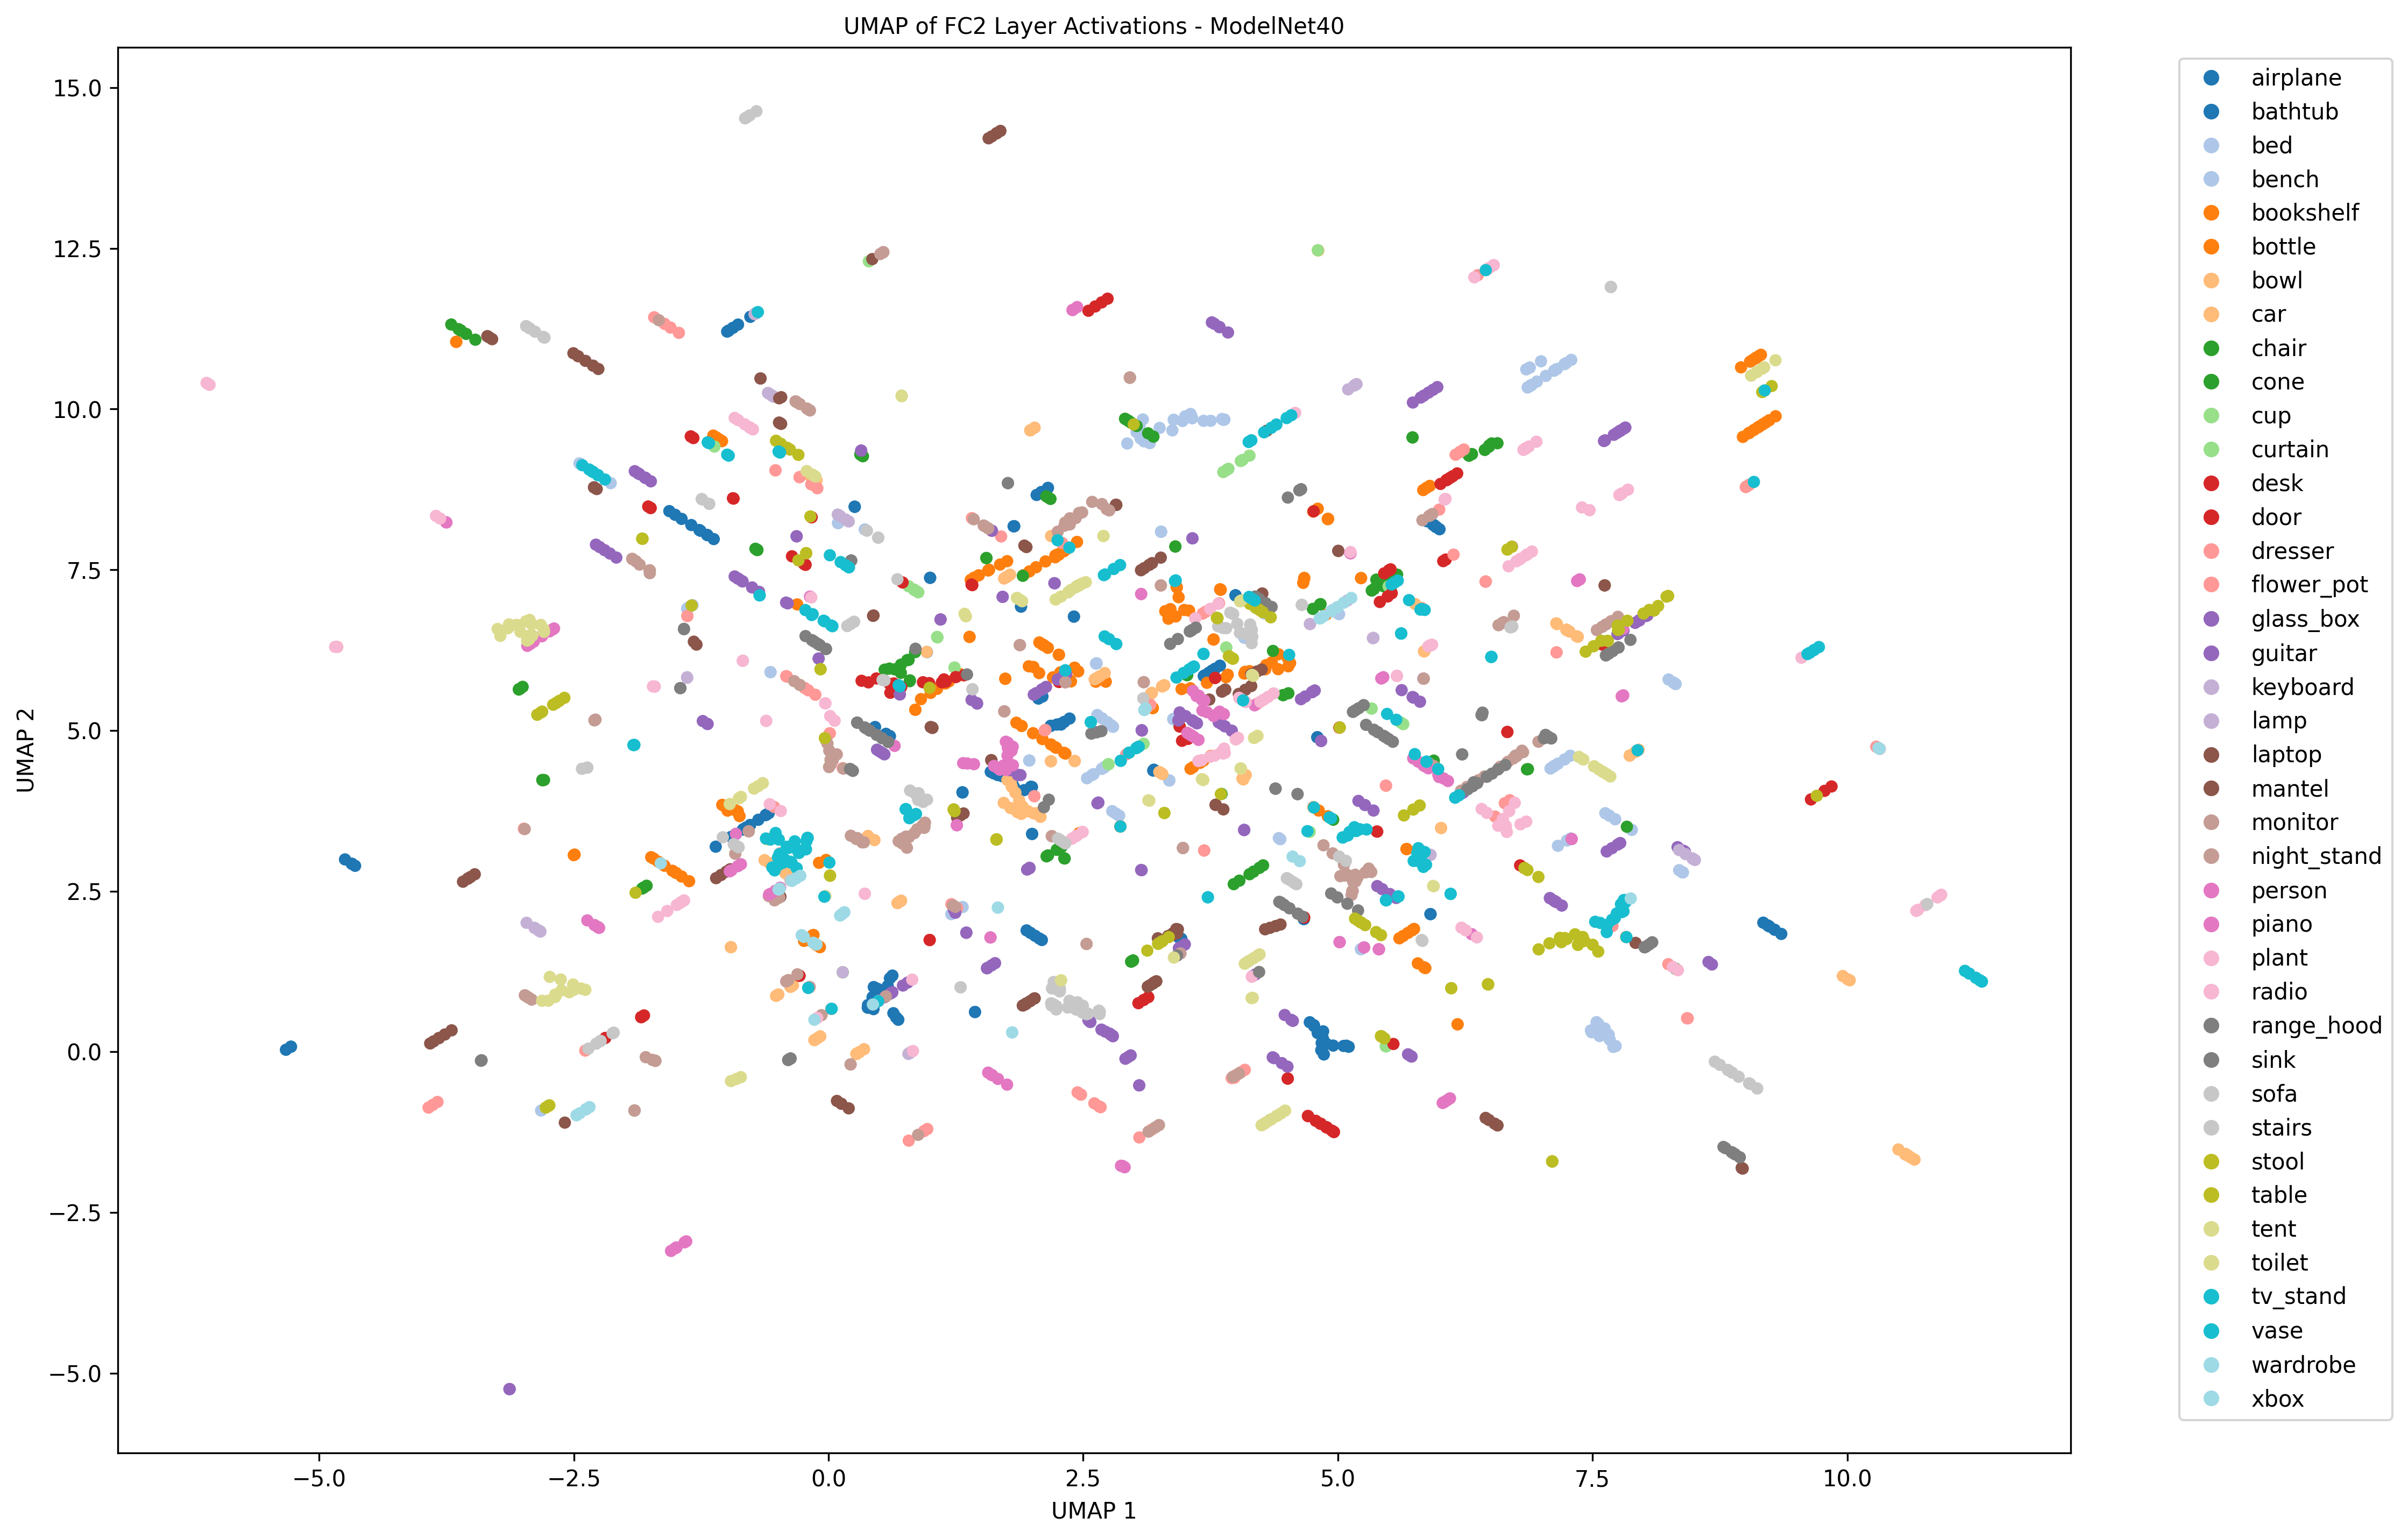 UMAP of FC2 Layer Activations - ModelNet40
15.0
12.5
10.0
7.5
5.0
2.5
0.0
−2.5
−5.0
UMAP 2
−5.0
−2.5
0.0
2.5
5.0
7.5
10.0
UMAP 1
airplane
bathtub
bed
bench
bookshelf
bottle
bowl
car
chair
cone
cup
curtain
desk
door
dresser
flower_pot
glass_box
guitar
keyboard
lamp
laptop
mantel
monitor
night_stand
person
piano
plant
radio
range_hood
sink
sofa
stairs
stool
table
tent
toilet
tv_stand
vase
wardrobe
xbox